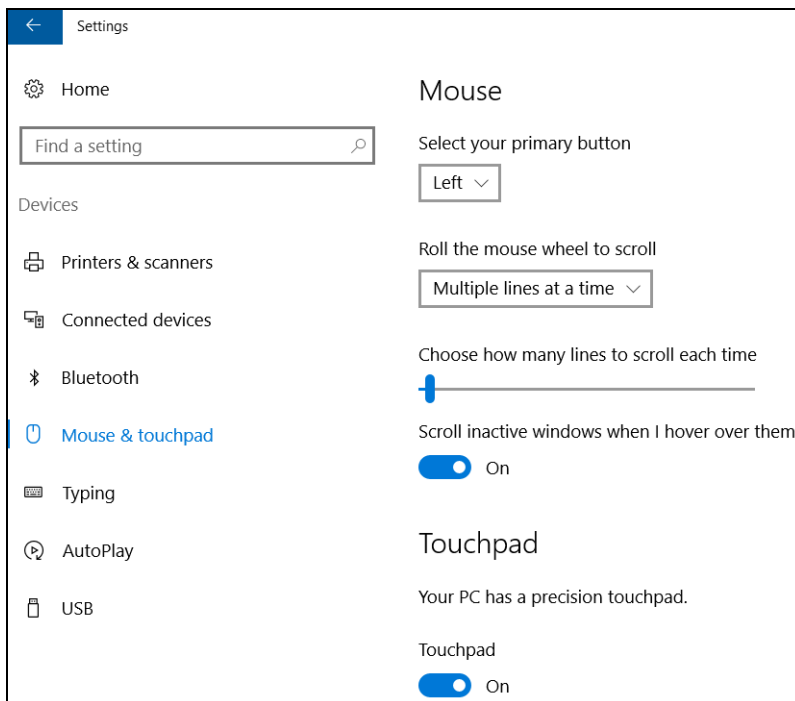 Settings
Home
Find a setting
Devices
Printers & scanners
Connected devices
Bluetooth
Mouse & touchpad
Typing
AutoPlay
USB
Mouse
Select your primary button
Left
Roll the mouse wheel to scroll
Multiple lines at a time
Choose how many lines to scroll each time
Scroll inactive windows when I hover over them
On
Touchpad
Your PC has a precision touchpad.
Touchpad
On